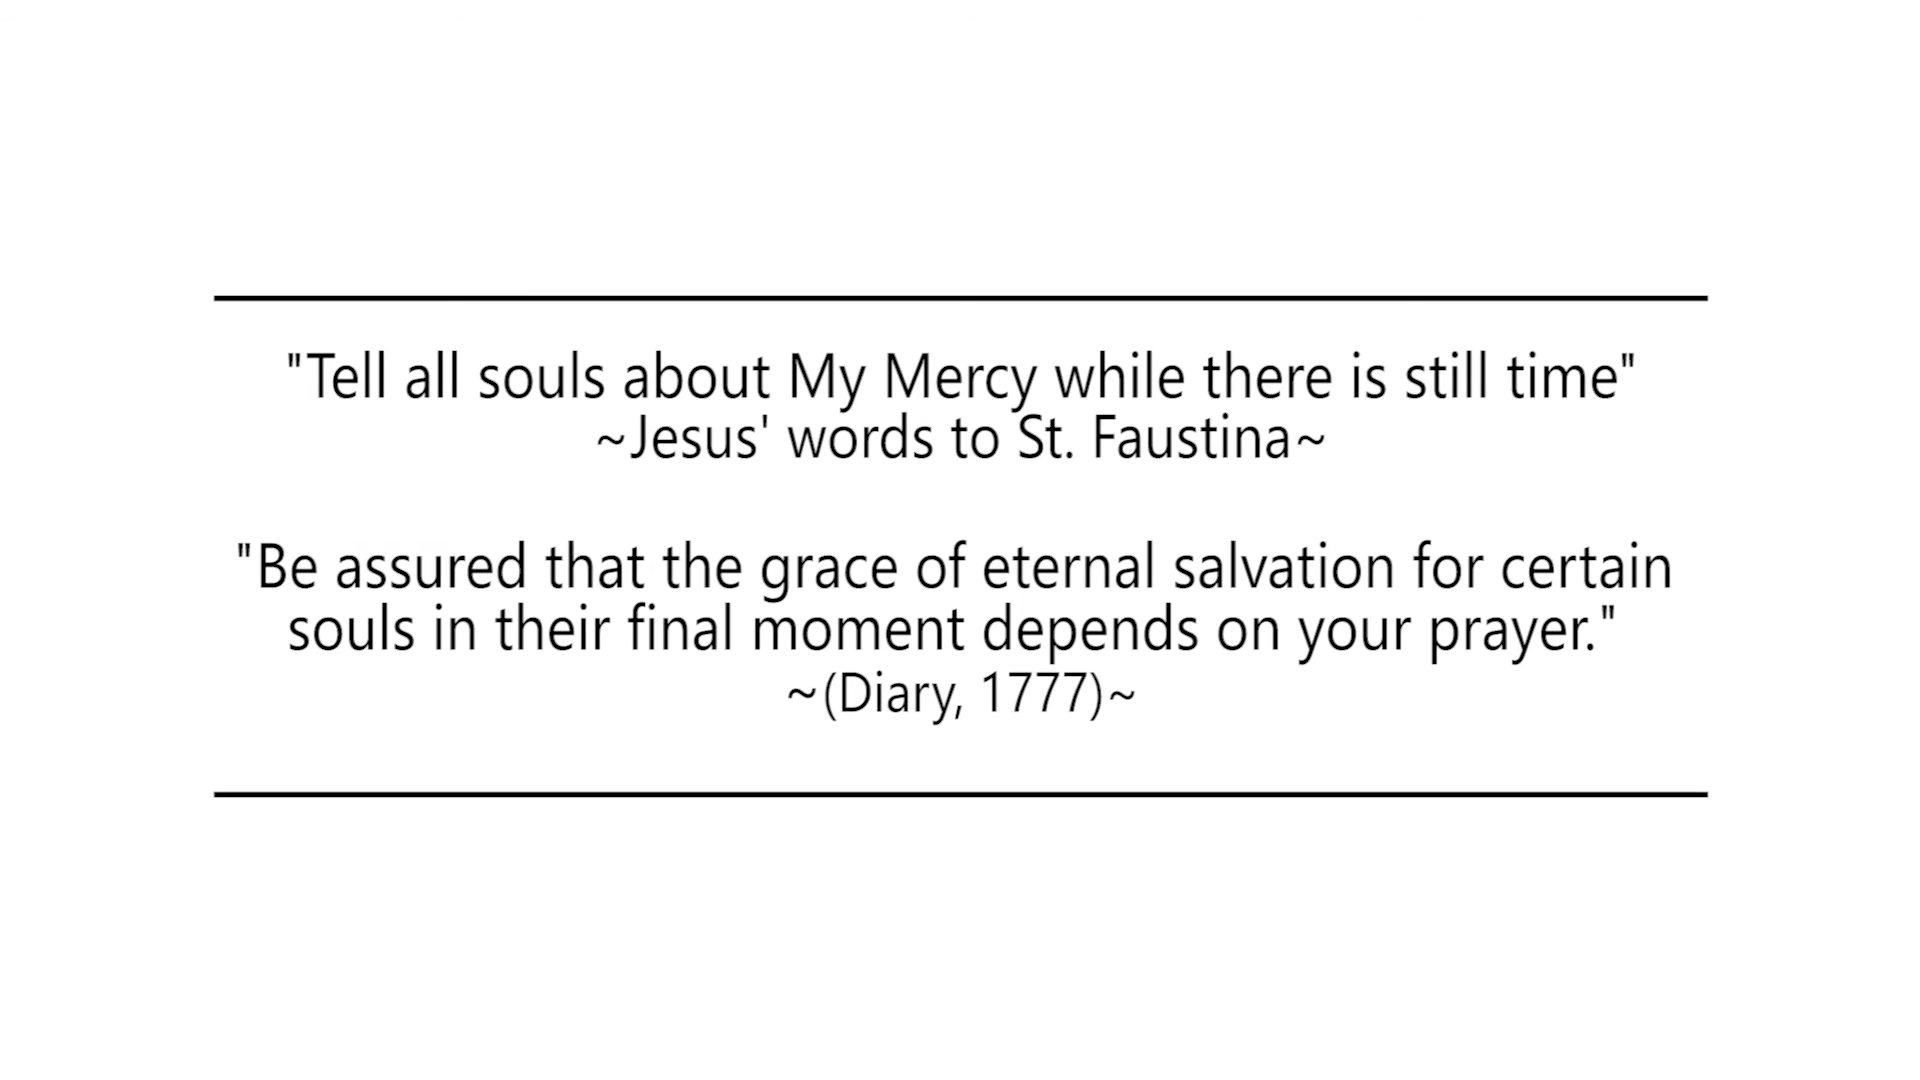 "Tell all souls about My Mercy while there is still time"
~Jesus' words to St. Faustina~
"Be assured that the grace of eternal salvation for certain
souls in their final moment depends on your prayer."
~(Diary, 1777)~